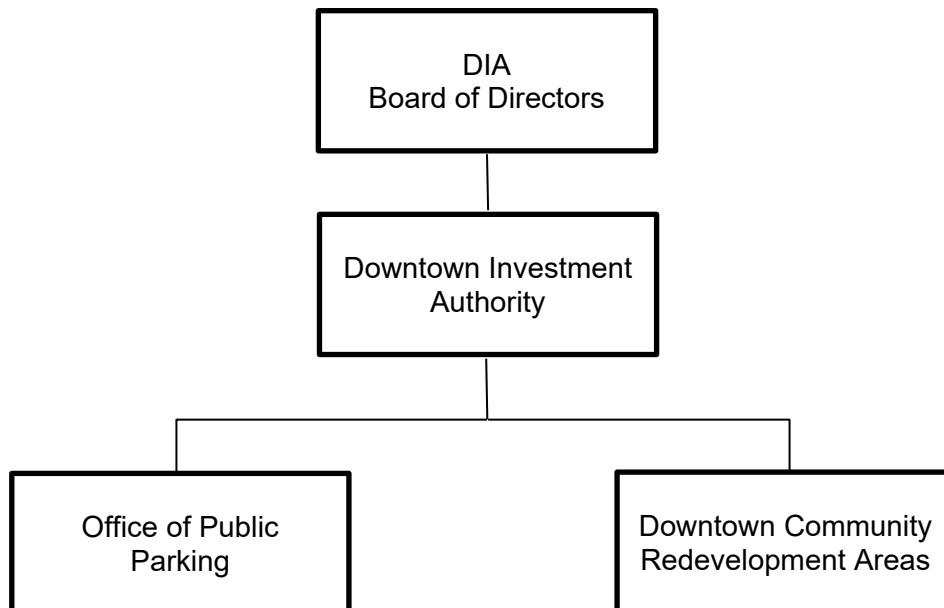 DIA
Board of Directors
Downtown Investment
Authority
Office of Public
Parking
Downtown Community
Redevelopment Areas